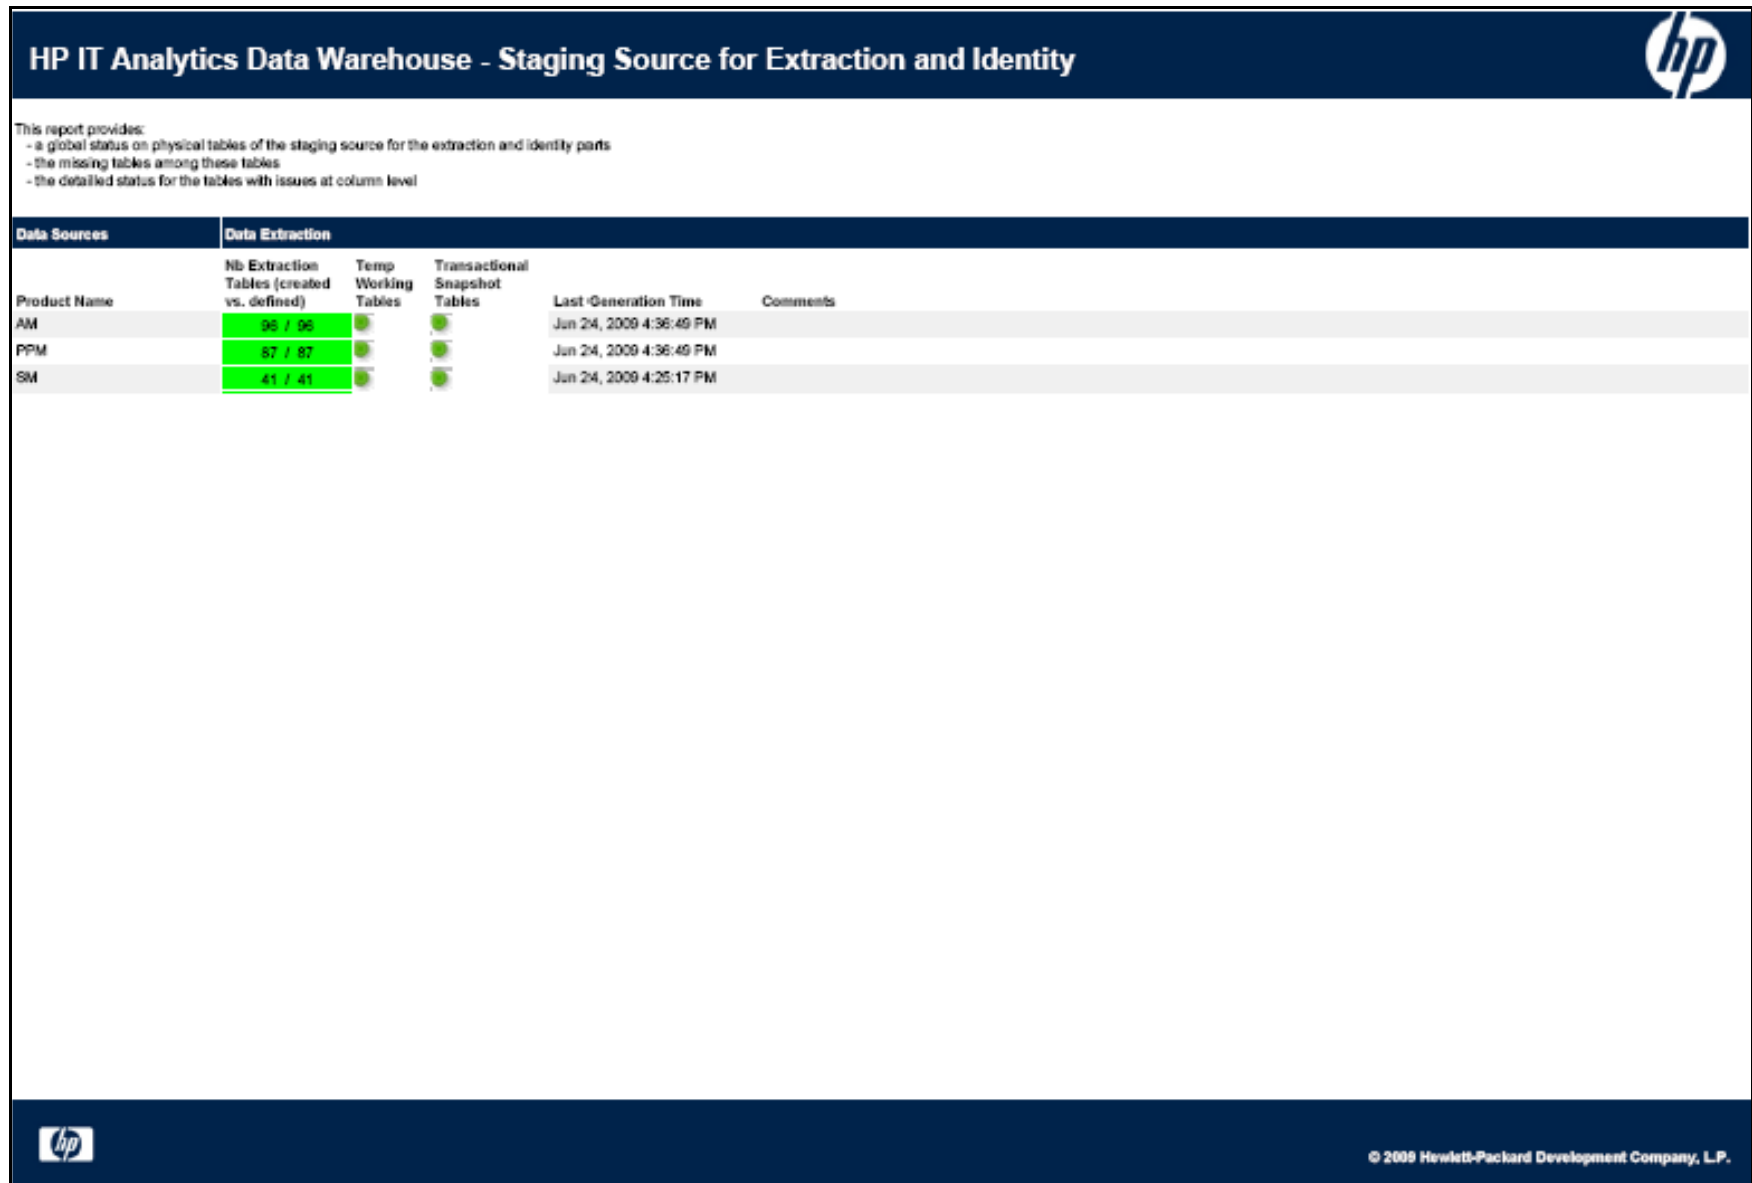 HP IT Analytics Data Warehouse - Staging Source for Extraction and Identity
hp
This report provides:
- a global status on physical tables of the staging source for the extraction and identity parts
- the missing tables among these tables
- the detailled status for the tables with issues at column level
Data Sources Data Extraction
Product Name Nb Extraction Tables (created vs. defined) Temp Working Tables Transactional Snapshot Tables Last Generation Time Comments
AM 96 / 96 Jun 24, 2009 4:36:49 PM
PPM 87 / 87 Jun 24, 2009 4:36:49 PM
SM 41 / 41 Jun 24, 2009 4:25:17 PM
hp
© 2009 Hewlett-Packard Development Company, L.P.